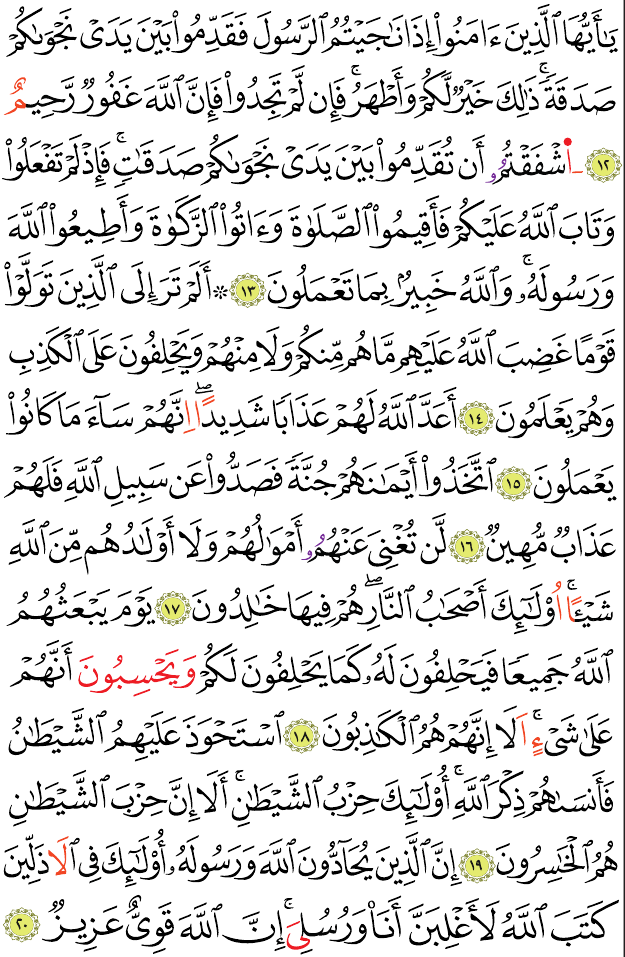 يَٰٓأَيُّهَا ٱلَّذِينَ ءَامَنُوٓا۟ إِذَا نَٰجَيْتُمُ ٱلرَّسُولَ فَقَدِّمُوا۟ بَيْنَ يَدَىْ نَجْوَىٰكُمْ
صَدَقَةً ۚ ذَٰلِكَ خَيْرٌ لَّكُمْ وَأَطْهَرُ ۚ فَإِن لَّمْ تَجِدُوا۟ فَإِنَّ ٱللَّهَ غَفُورٌ رَّحِيمٌ
١٢ ءَا۬شْفَقْتُمُۥٓ أَن تُقَدِّمُوا۟ بَيْنَ يَدَىْ نَجْوَىٰكُمْ صَدَقَٰتٍ ۚ فَإِذْ لَمْ تَفْعَلُوا۟
وَتَابَ ٱللَّهُ عَلَيْكُمْ فَأَقِيمُوا۟ ٱلصَّلَوٰةَ وَءَاتُوا۟ ٱلزَّكَوٰةَ وَأَطِيعُوا۟ ٱللَّهَ
وَرَسُولَهُۥ ۚ وَٱللَّهُ خَبِيرٌۢ بِمَا تَعْمَلُونَ ١٣ ۞ أَلَمْ تَرَ إِلَى ٱلَّذِينَ تَوَلَّوْا۟
قَوْمًا غَضِبَ ٱللَّهُ عَلَيْهِم مَّا هُم مِّنكُمْ وَلَا مِنْهُمْ وَيَحْلِفُونَ عَلَى ٱلْكَذِبِ
وَهُمْ يَعْلَمُونَ ١٤ أَعَدَّ ٱللَّهُ لَهُمْ عَذَابًا شَدِيدًا ۖ اِنَّهُمْ سَآءَ مَا كَانُوا۟
يَعْمَلُونَ ١٥ ٱتَّخَذُوٓا۟ أَيْمَٰنَهُمْ جُنَّةً فَصَدُّوا۟ عَن سَبِيلِ ٱللَّهِ فَلَهُمْ
عَذَابٌ مُّهِينٌ ١٦ لَّن تُغْنِىَ عَنْهُمُۥٓ أَمْوَٰلُهُمْ وَلَآ أَوْلَٰدُهُم مِّنَ ٱللَّهِ
شَيْـًٔا ۚ اُو۟لَٰٓئِكَ أَصْحَٰبُ ٱلنَّارِ ۖ هُمْ فِيهَا خَٰلِدُونَ ١٧ يَوْمَ يَبْعَثُهُمُ
ٱللَّهُ جَمِيعًا فَيَحْلِفُونَ لَهُۥ كَمَا يَحْلِفُونَ لَكُمْ وَيَحْسِبُونَ أَنَّهُمْ
عَلَىٰ شَىْءٍ ۚ اَلَآ إِنَّهُمْ هُمُ ٱلْكَٰذِبُونَ ١٨ ٱسْتَحْوَذَ عَلَيْهِمُ ٱلشَّيْطَٰنُ
فَأَنسَىٰهُمْ ذِكْرَ ٱللَّهِ ۚ أُو۟لَٰٓئِكَ حِزْبُ ٱلشَّيْطَٰنِ ۚ أَلَآ إِنَّ حِزْبَ ٱلشَّيْطَٰنِ
هُمُ ٱلْخَٰسِرُونَ ١٩ إِنَّ ٱلَّذِينَ يُحَآدُّونَ ٱللَّهَ وَرَسُولَهُۥٓ أُو۟لَٰٓئِكَ فِى ٱلَاذَلِّينَ
كَتَبَ ٱللَّهُ لَأَغْلِبَنَّ أَنَا۠ وَرُسُلِىَ ۚ إِنَّ ٱللَّهَ قَوِىٌّ عَزِيزٌ ٢٠